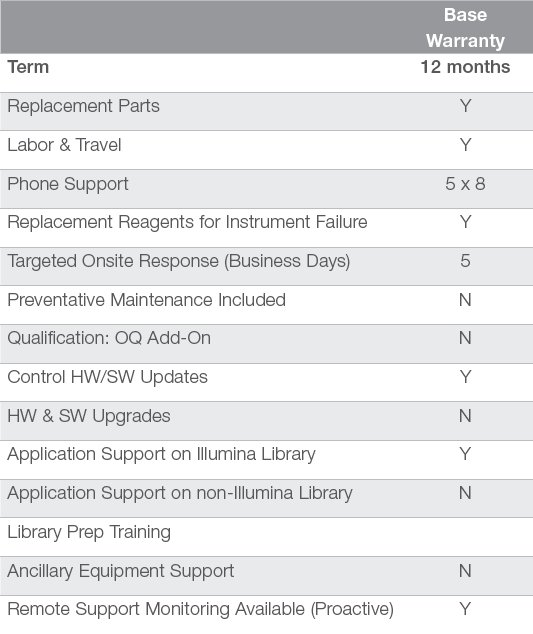 Base
Warranty
Term 12 months
Replacement Parts Y
Labor & Travel Y
Phone Support 5 x 8
Replacement Reagents for Instrument Failure Y
Targeted Onsite Response (Business Days) 5
Preventative Maintenance Included N
Qualification: OQ Add-On N
Control HW/SW Updates Y
HW & SW Upgrades N
Application Support on Illumina Library Y
Application Support on non-Illumina Library N
Library Prep Training
Ancillary Equipment Support N
Remote Support Monitoring Available (Proactive) Y